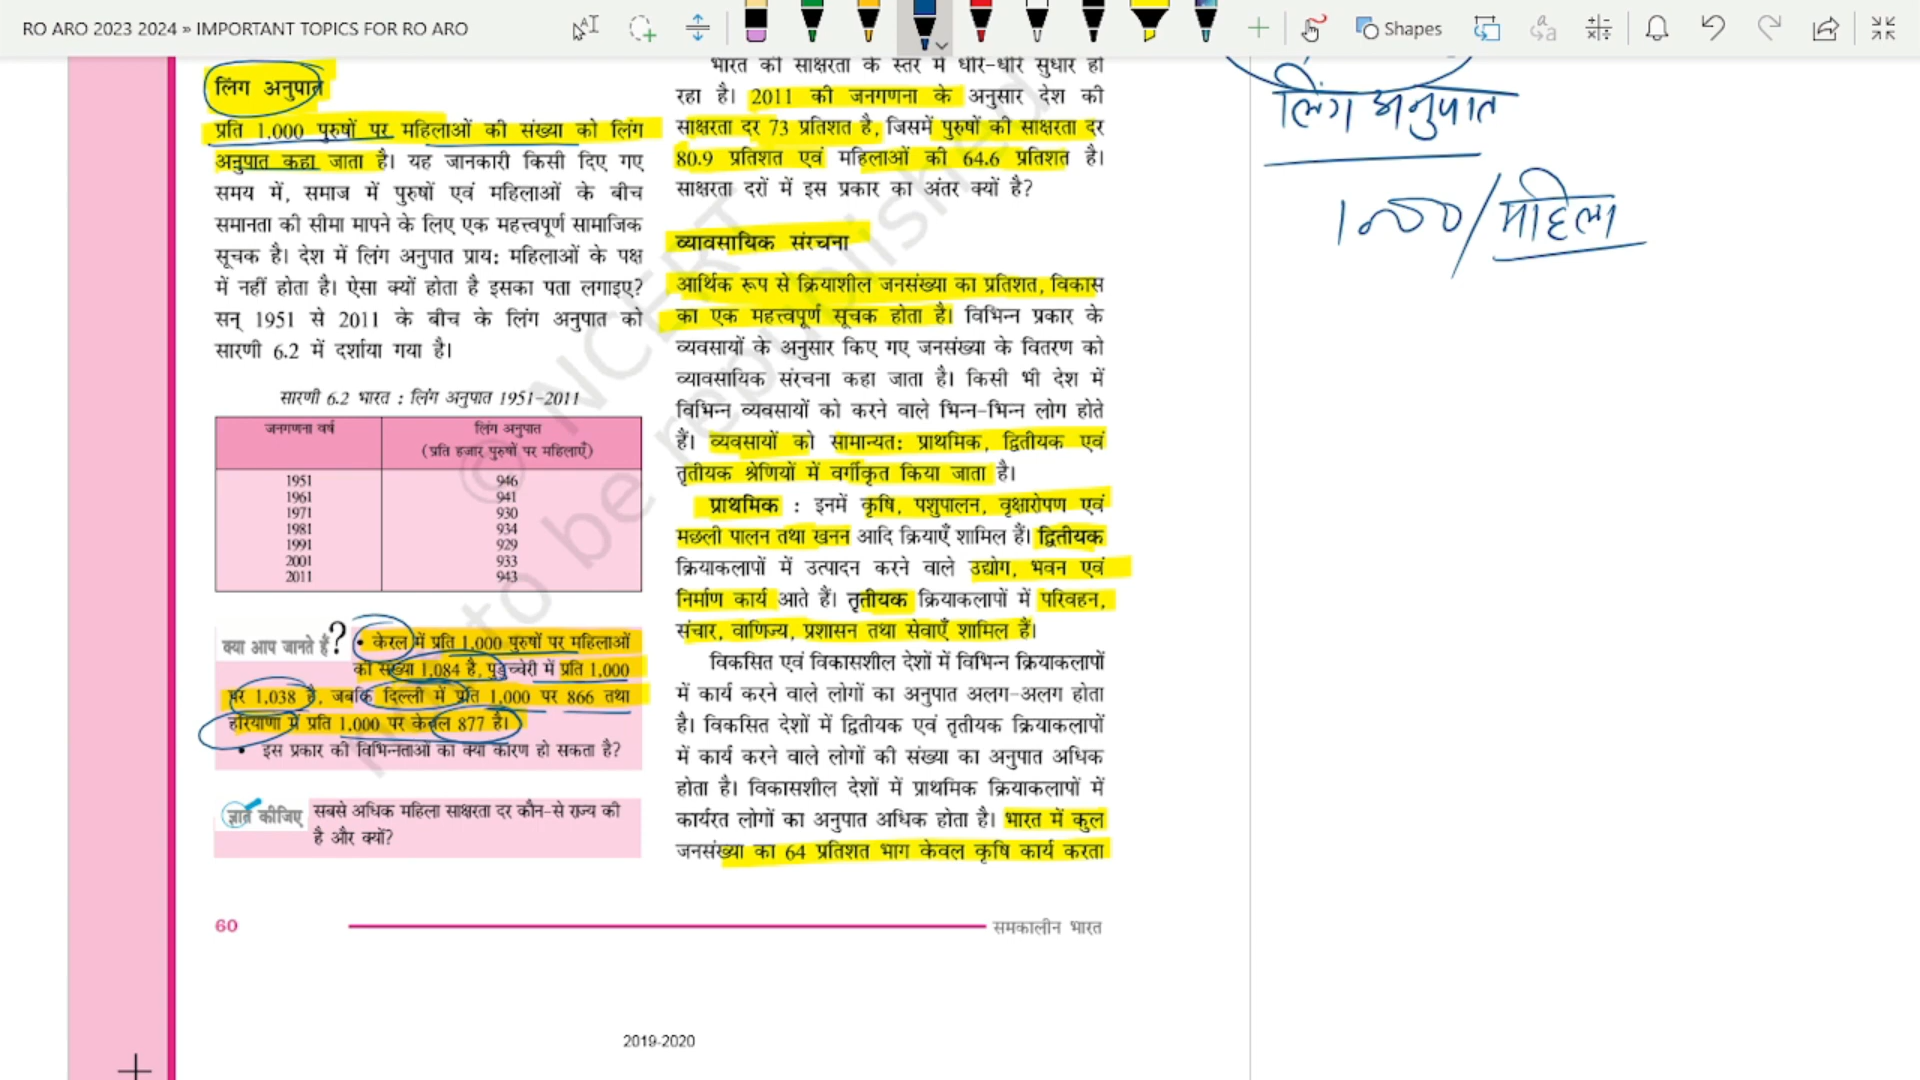 RO ARO 2023 2024 » IMPORTANT TOPICS FOR RO ARO
Shapes
लिंग अनुपात
प्रति 1,000 पुरुषों पर महिलाओं की संख्या को लिंग
अनुपात कहा जाता है। यह जानकारी किसी दिए गए
समय में, समाज में पुरुषों एवं महिलाओं के बीच
समानता की सीमा मापने के लिए एक महत्त्वपूर्ण सामाजिक
सूचक है। देश में लिंग अनुपात प्राय: महिलाओं के पक्ष
में नहीं होता है। ऐसा क्यों होता है इसका पता लगाइए?
सन् 1951 से 2011 के बीच के लिंग अनुपात को
सारणी 6.2 में दर्शाया गया है।
सारणी 6.2 भारत : लिंग अनुपात 1951-2011
जनगणना वर्ष लिंग अनुपात
(प्रति हजार पुरुषों पर महिलाएँ)
1951 946
1961 941
1971 930
1981 934
1991 929
2001 933
2011 943
क्या आप जानते हैं? • केरल में प्रति 1,000 पुरुषों पर महिलाओं
की संख्या 1,084 है, पुडुच्चेरी में प्रति 1,000
पर 1,038 है, जबकि दिल्ली में प्रति 1,000 पर 866 तथा
हरियाणा में प्रति 1,000 पर केवल 877 है।
• इस प्रकार की विभिन्नताओं का क्या कारण हो सकता है?
ज्ञात कीजिए सबसे अधिक महिला साक्षरता दर कौन-से राज्य की
है और क्यों?
60
भारत की साक्षरता के स्तर में धीरे-धीरे सुधार हो
रहा है। 2011 की जनगणना के अनुसार देश की
साक्षरता दर 73 प्रतिशत है, जिसमें पुरुषों की साक्षरता दर
80.9 प्रतिशत एवं महिलाओं की 64.6 प्रतिशत है।
साक्षरता दरों में इस प्रकार का अंतर क्यों है?
व्यावसायिक संरचना
आर्थिक रूप से क्रियाशील जनसंख्या का प्रतिशत, विकास
का एक महत्त्वपूर्ण सूचक होता है। विभिन्न प्रकार के
व्यवसायों के अनुसार किए गए जनसंख्या के वितरण को
व्यावसायिक संरचना कहा जाता है। किसी भी देश में
विभिन्न व्यवसायों को करने वाले भिन्न-भिन्न लोग होते
हैं। व्यवसायों को सामान्यत: प्राथमिक, द्वितीयक एवं
तृतीयक श्रेणियों में वर्गीकृत किया जाता है।
प्राथमिक : इनमें कृषि, पशुपालन, वृक्षारोपण एवं
मछली पालन तथा खनन आदि क्रियाएँ शामिल हैं। द्वितीयक
क्रियाकलापों में उत्पादन करने वाले उद्योग, भवन एवं
निर्माण कार्य आते हैं। तृतीयक क्रियाकलापों में परिवहन,
संचार, वाणिज्य, प्रशासन तथा सेवाएँ शामिल हैं।
विकसित एवं विकासशील देशों में विभिन्न क्रियाकलापों
में कार्य करने वाले लोगों का अनुपात अलग-अलग होता
है। विकसित देशों में द्वितीयक एवं तृतीयक क्रियाकलापों
में कार्य करने वाले लोगों की संख्या का अनुपात अधिक
होता है। विकासशील देशों में प्राथमिक क्रियाकलापों में
कार्यरत लोगों का अनुपात अधिक होता है। भारत में कुल
जनसंख्या का 64 प्रतिशत भाग केवल कृषि कार्य करता
समकालीन भारत
2019-2020
© NCERT
not to be republished
लिंग अनुपात
1000/महिला